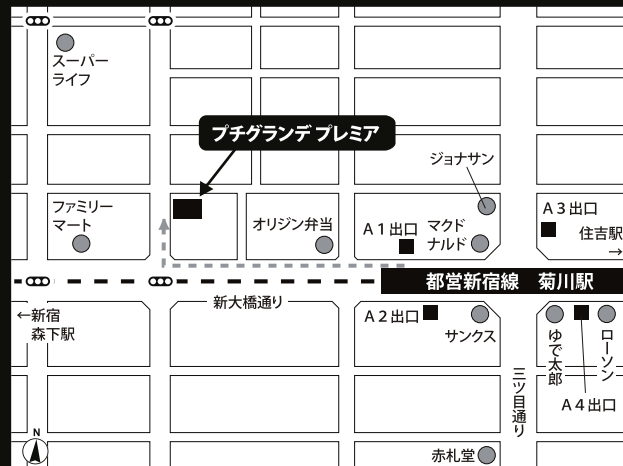 スーパー
ライフ
プチグランデ プレミア
ジョナサン
ファミリー
マート
オリジン弁当
A1出口
マクド
ナルド
A3出口
住吉駅
→
都営新宿線 菊川駅
新大橋通り
←新宿
森下駅
A2出口
サンクス
ゆで太郎
ローソン
A4出口
三ツ目通り
赤札堂
N